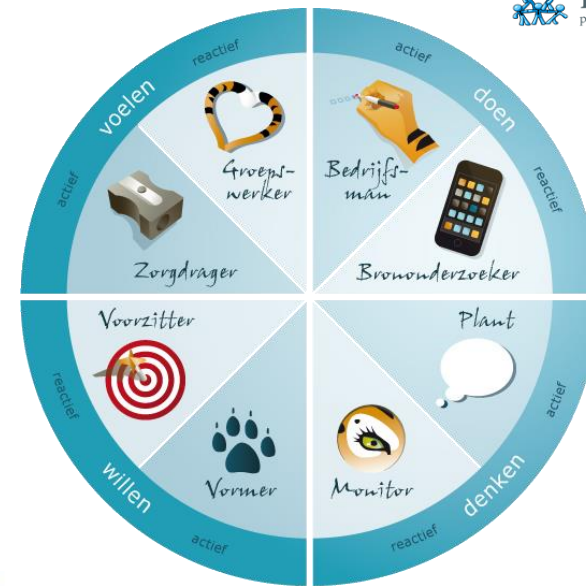 reactief
actief
voelen
doen
Groeps-
werker
Bedrijfs-
man
actief
reactief
Zorgdrager
Brononderzoeker
Voorzitter
Plant
reactief
actief
Vormer
Monitor
willen
denken
actief
reactief